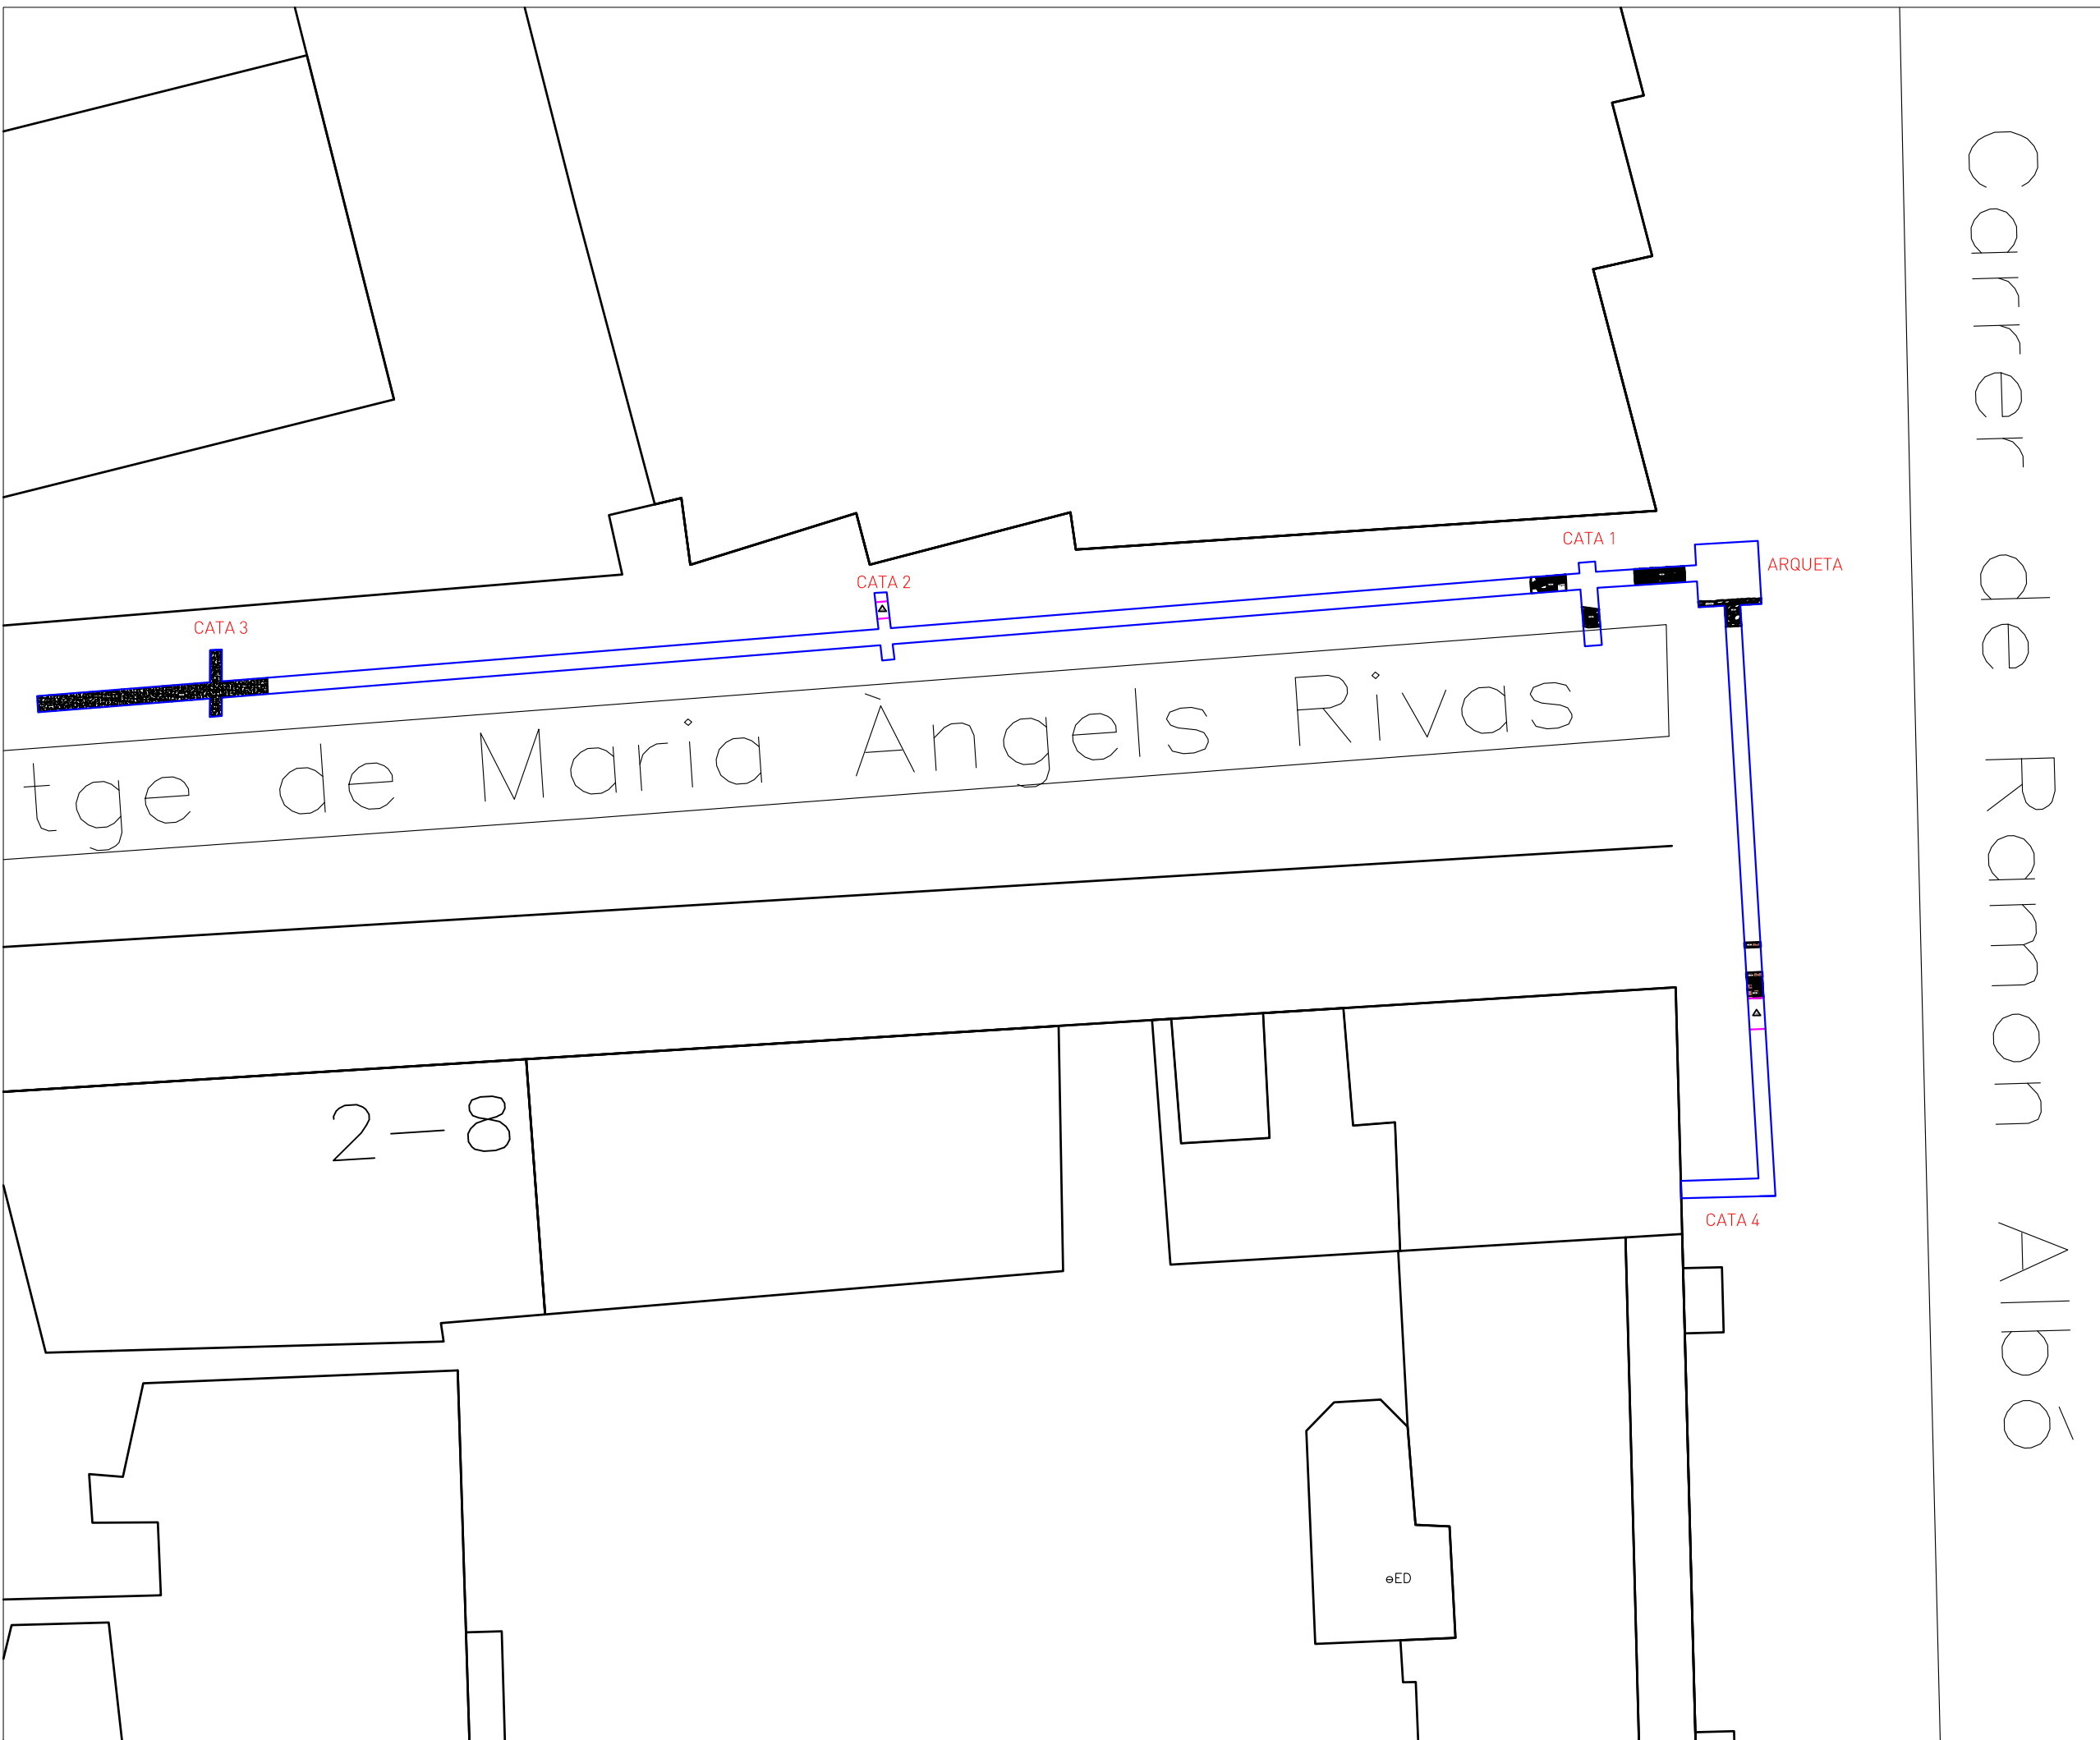 CATA 1
ARQUETA
CATA 2
CATA 3
tge de Maria Àngels Rivas
Carrer de Ramon Albó
2-8
CATA 4
ED